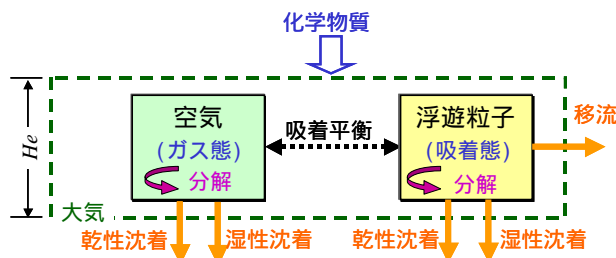 化学物質
He
空気
(ガス態)
分解
吸着平衡
浮遊粒子
(吸着態)
分解
移流
大気
乾性沈着
湿性沈着
乾性沈着
湿性沈着